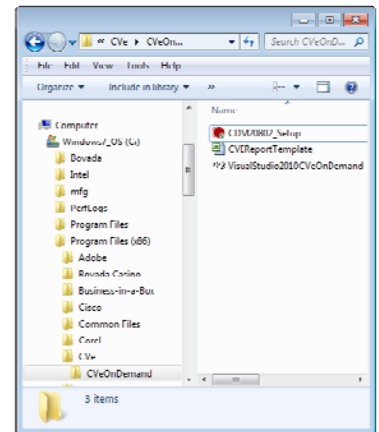 « CVe ▸ CVeOn...
Search CVeOnD...
File Edit View Tools Help
Organize Include in library »
Name
Computer
Windows7_OS (C:)
Bovada
Intel
mfg
PerfLogs
Program Files
Program Files (x86)
Adobe
Bovada Casino
Business-in-a-Box
Cisco
Common Files
Corel
CVe
CVeOnDemand
CDM20802_Setup
CVEReportTemplate
VisualStudio2010CVeOnDemand
3 items